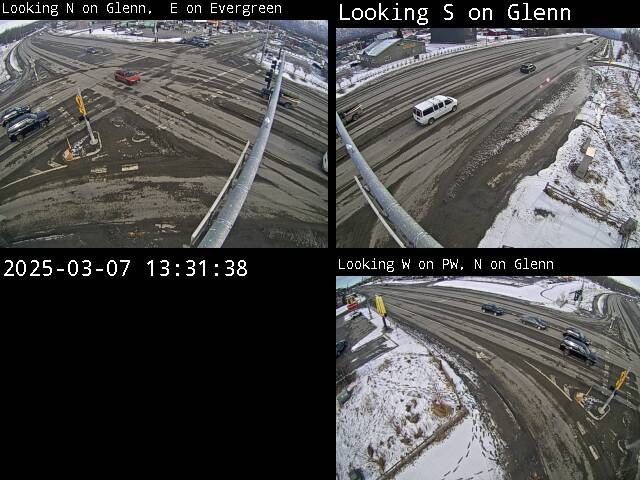 Looking N on Glenn, E on Evergreen
Looking S on Glenn
2025-03-07 13:31:38
Looking W on PW, N on Glenn